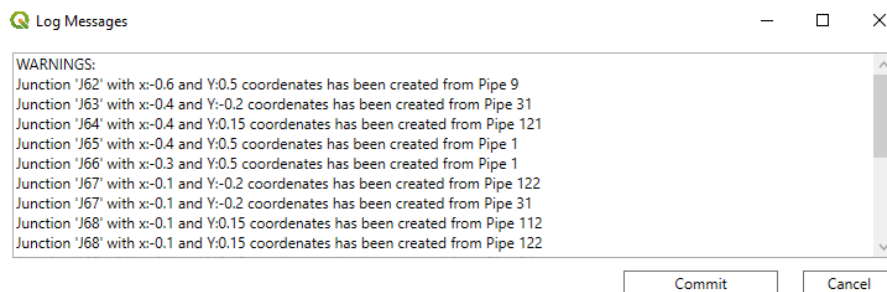 Log Messages
WARNINGS:
Junction 'J62' with x:-0.6 and Y:0.5 coordenates has been created from Pipe 9
Junction 'J63' with x:-0.4 and Y:-0.2 coordenates has been created from Pipe 31
Junction 'J64' with x:-0.4 and Y:0.15 coordenates has been created from Pipe 121
Junction 'J65' with x:-0.4 and Y:0.5 coordenates has been created from Pipe 1
Junction 'J66' with x:-0.3 and Y:0.5 coordenates has been created from Pipe 1
Junction 'J67' with x:-0.1 and Y:-0.2 coordenates has been created from Pipe 122
Junction 'J67' with x:-0.1 and Y:-0.2 coordenates has been created from Pipe 31
Junction 'J68' with x:-0.1 and Y:0.15 coordenates has been created from Pipe 112
Junction 'J68' with x:-0.1 and Y:0.15 coordenates has been created from Pipe 122
Commit Cancel